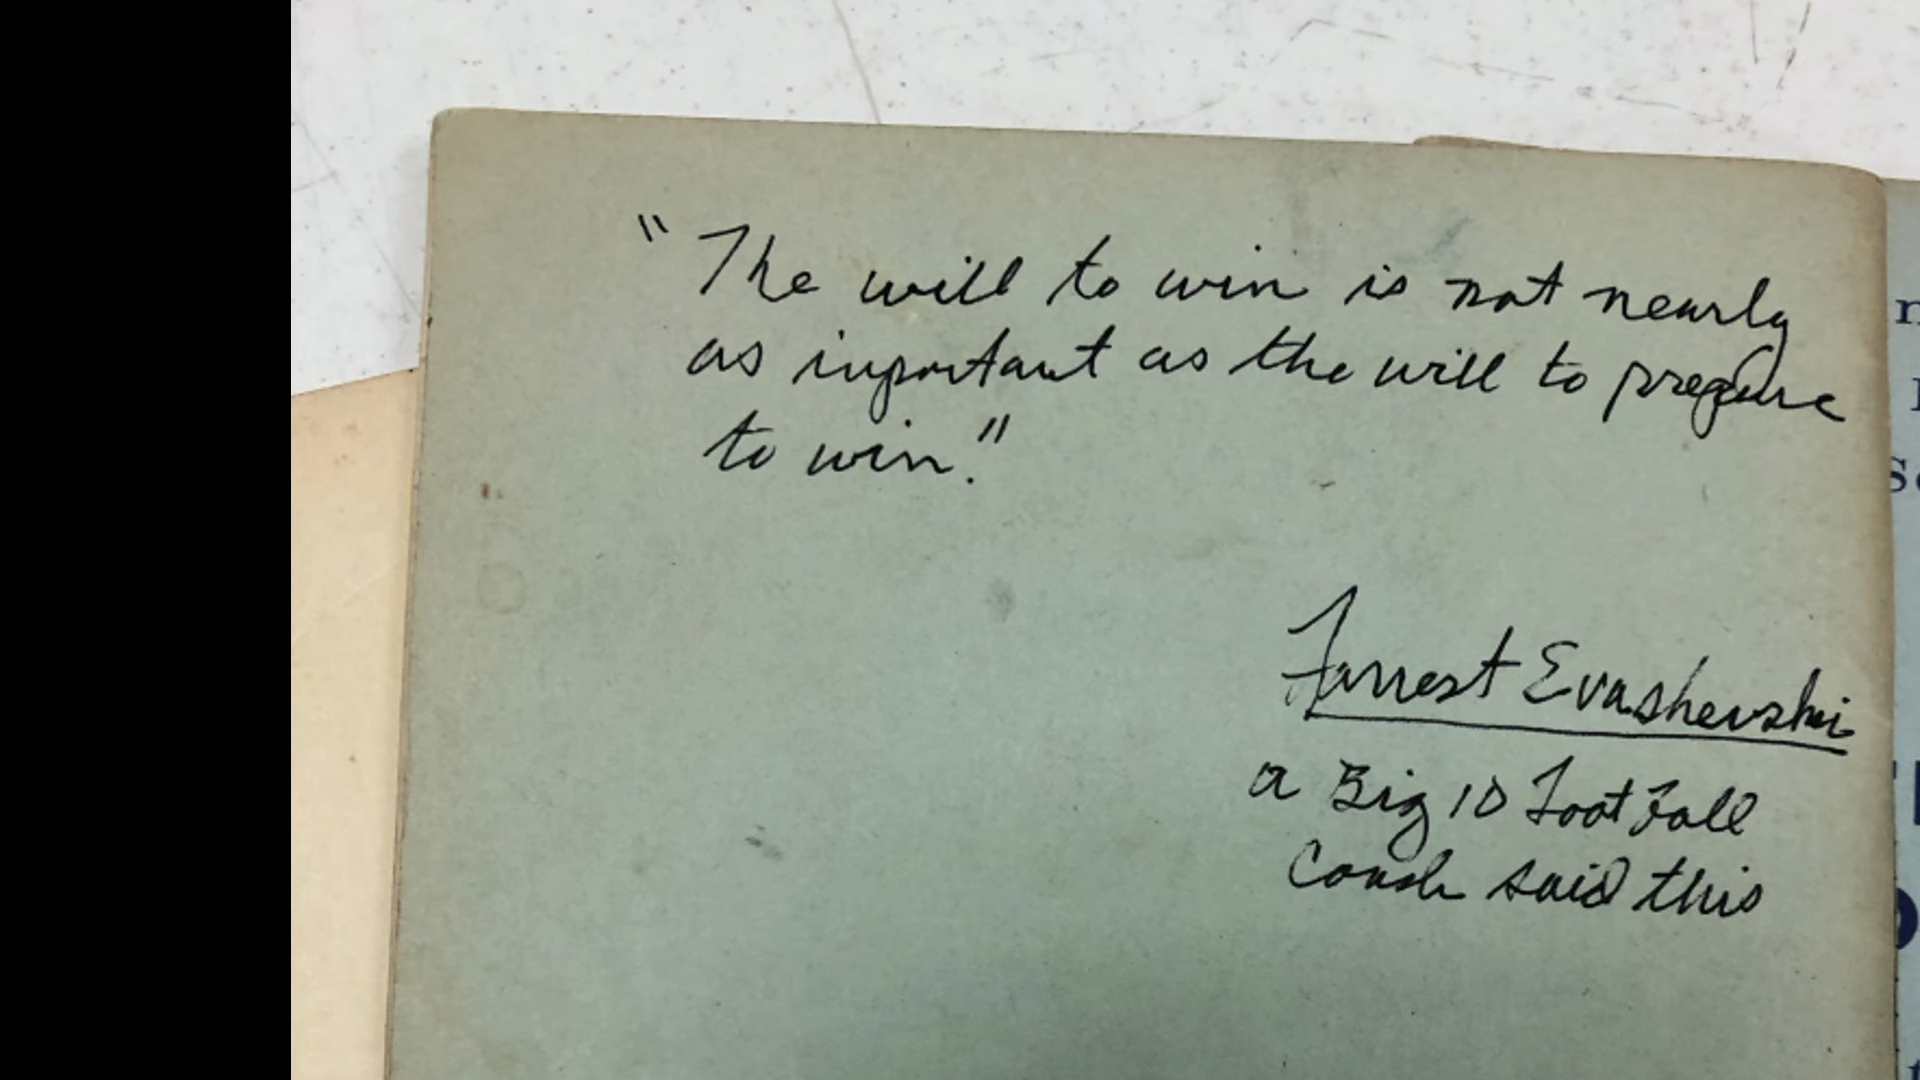 "The will to win is not nearly
as important as the will to prepare
to win."
Forrest Evashevski
a Big 10 Football
Coach said this